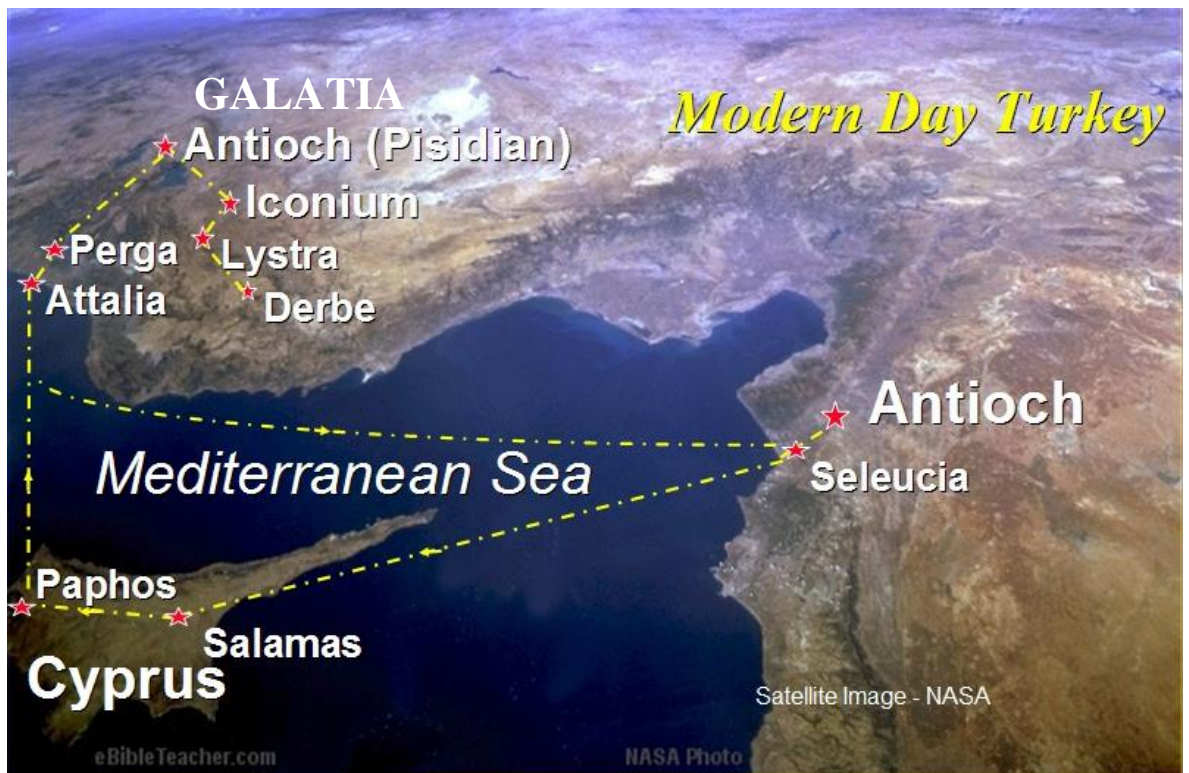 GALATIA
Modern Day Turkey
Antioch (Pisidian)
Iconium
Perga
Lystra
Attalia
Derbe
Antioch
Mediterranean Sea
Seleucia
Paphos
Salamas
Cyprus
Satellite Image - NASA
eBibleTeacher.com
NASA Photo